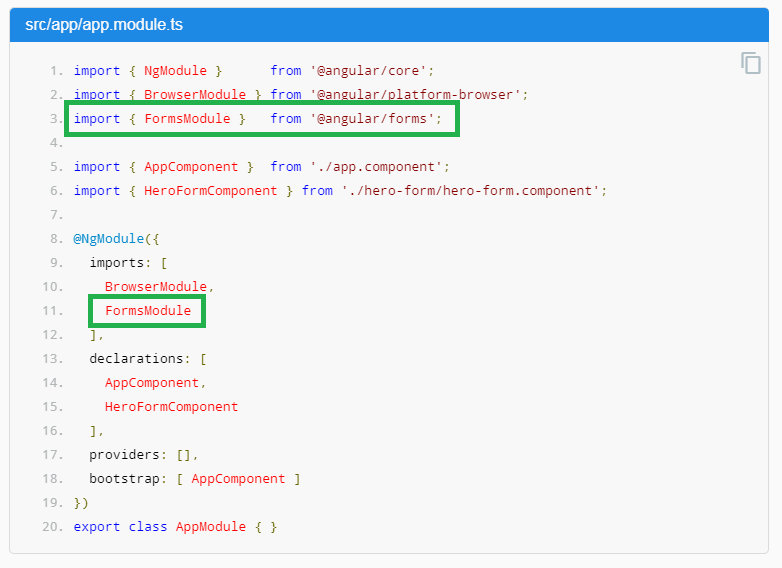 src/app/app.module.ts
1. import { NgModule }      from '@angular/core';
2. import { BrowserModule } from '@angular/platform-browser';
3. import { FormsModule }   from '@angular/forms';
4.
5. import { AppComponent }  from './app.component';
6. import { HeroFormComponent } from './hero-form/hero-form.component';
7.
8. @NgModule({
9.   imports: [
10.     BrowserModule,
11.     FormsModule
12.   ],
13.   declarations: [
14.     AppComponent,
15.     HeroFormComponent
16.   ],
17.   providers: [],
18.   bootstrap: [ AppComponent ]
19. })
20. export class AppModule { }